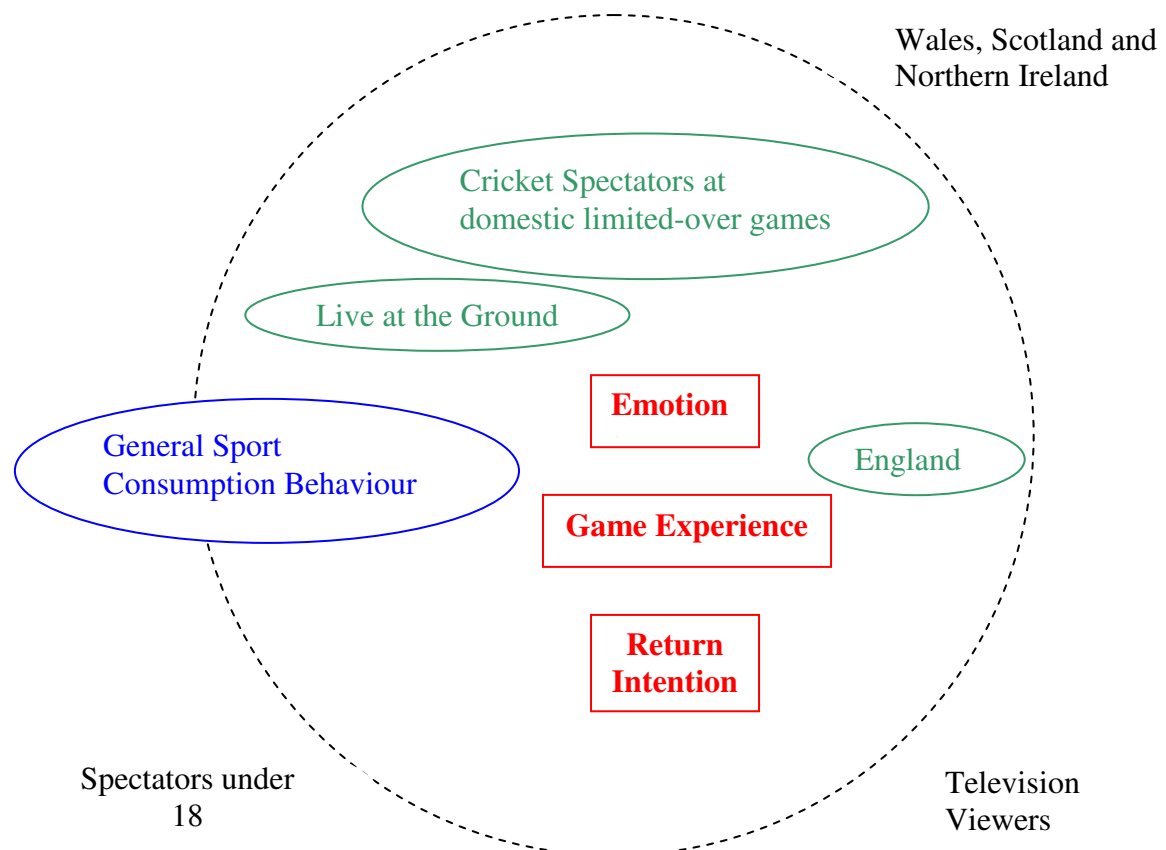 Wales, Scotland and
Northern Ireland
Cricket Spectators at
domestic limited-over games
Live at the Ground
Emotion
General Sport
Consumption Behaviour
England
Game Experience
Return
Intention
Spectators under
18
Television
Viewers